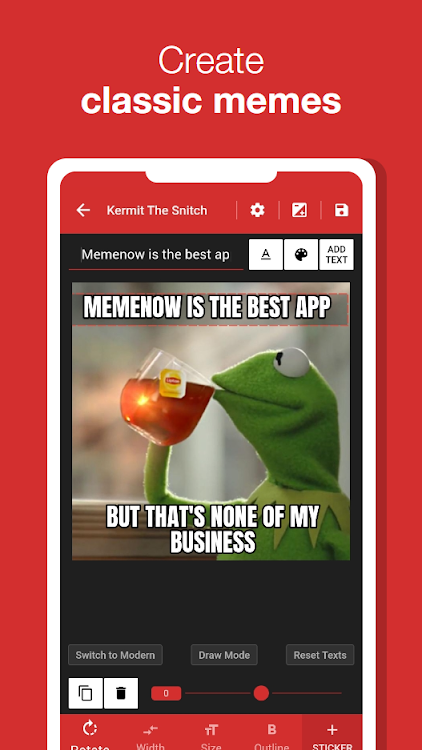 Create
classic memes
Kermit The Snitch
Memenow is the best ap
A
ADD
TEXT
MEMENOW IS THE BEST APP
Lipton
BUT THAT'S NONE OF MY
BUSINESS
Switch to Modern
Draw Mode
Reset Texts
0
Rotate
Width
Size
Outline
STICKER